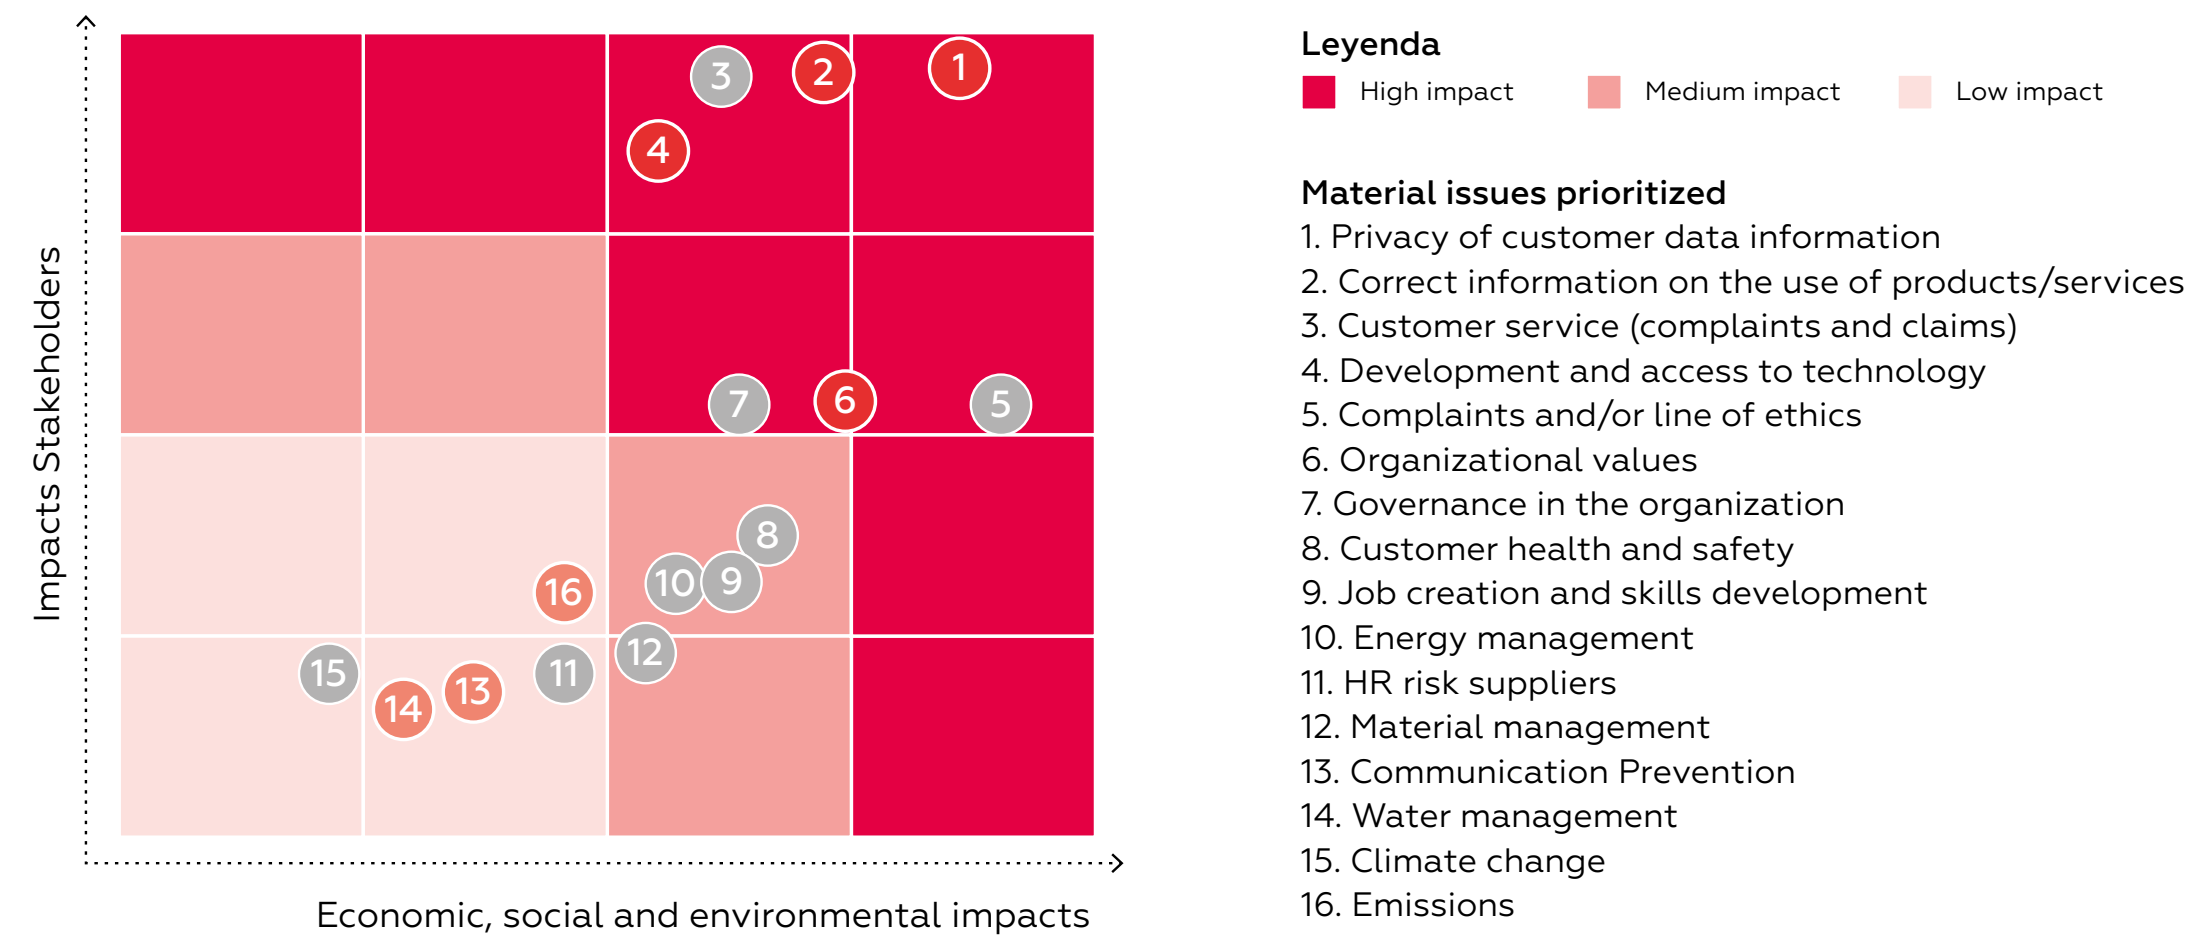 Impacts Stakeholders
3
2
1
4
7
6
5
8
10
9
16
12
15
11
13
14
Economic, social and environmental impacts
Leyenda
High impact
Medium impact
Low impact
Material issues prioritized
1. Privacy of customer data information
2. Correct information on the use of products/services
3. Customer service (complaints and claims)
4. Development and access to technology
5. Complaints and/or line of ethics
6. Organizational values
7. Governance in the organization
8. Customer health and safety
9. Job creation and skills development
10. Energy management
11. HR risk suppliers
12. Material management
13. Communication Prevention
14. Water management
15. Climate change
16. Emissions